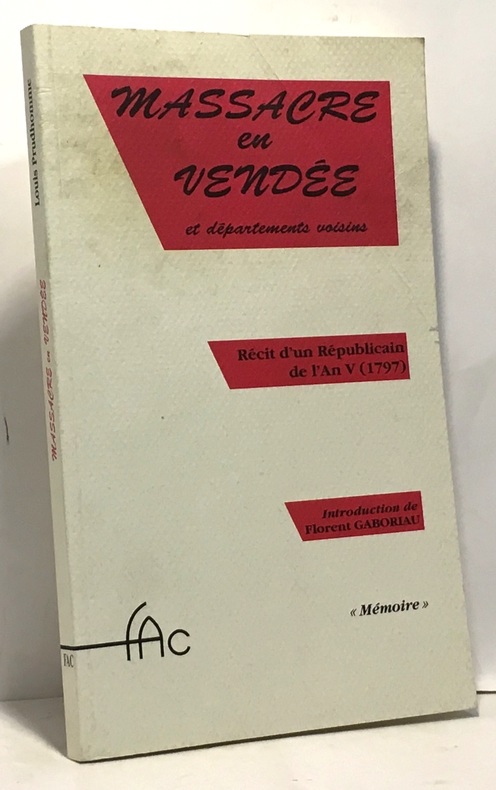 MASSACRE
en
VENDÉE
et départements voisins
Récit d'un Républicain
de l'An V (1797)
Introduction de
Florent GABORIAU
« Mémoire »
fAc
Louis Prudhomme
MASSACRE en VENDÉE
FAC